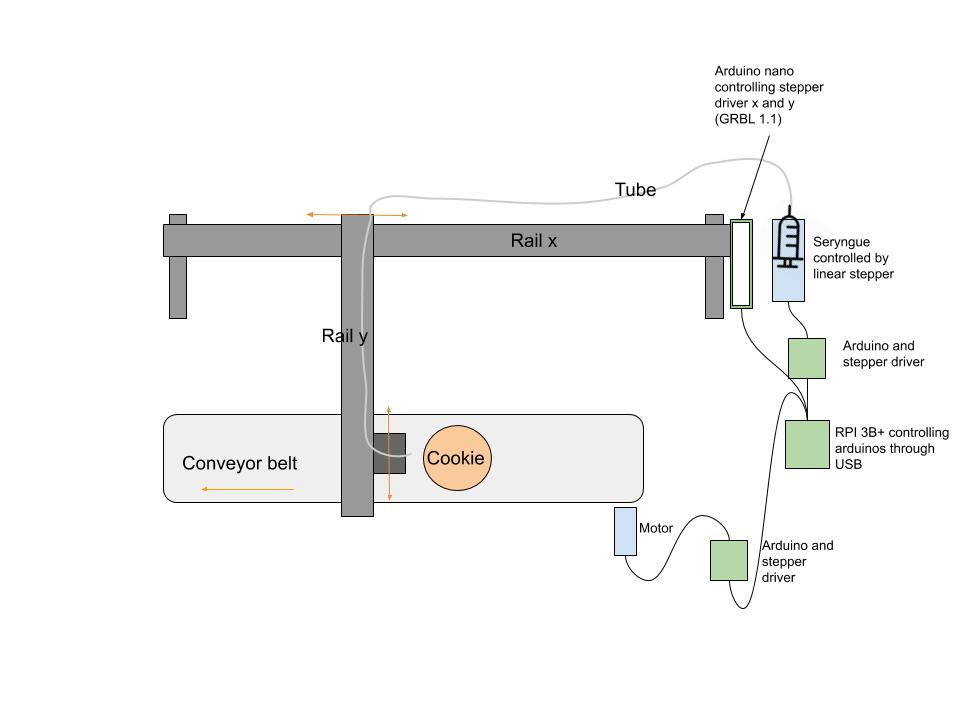 Arduino nano
controlling stepper
driver x and y
(GRBL 1.1)
Tube
Rail x
Seryngue
controlled by
linear stepper
Rail y
Arduino and
stepper driver
RPI 3B+ controlling
arduinos through
USB
Conveyor belt
Cookie
Motor
Arduino and
stepper
driver